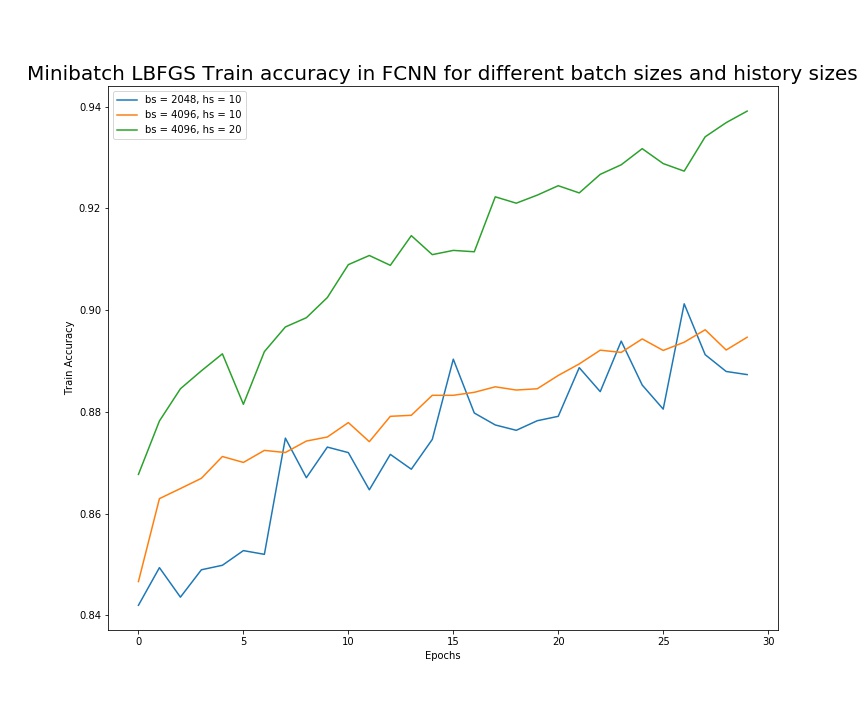 Minibatch LBFGS Train accuracy in FCNN for different batch sizes and history sizes
bs = 2048, hs = 10
bs = 4096, hs = 10
bs = 4096, hs = 20
0.94
0.92
0.90
0.88
0.86
0.84
Train Accuracy
0 5 10 15 20 25 30
Epochs